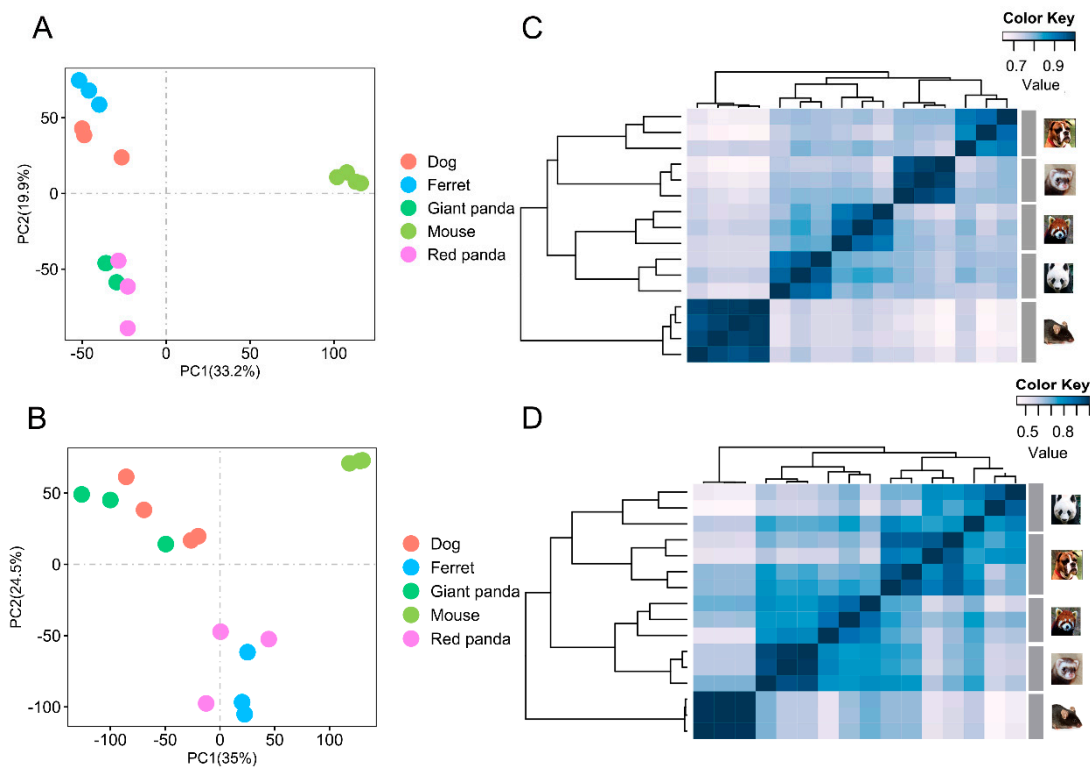 A
50
0
-50
PC2(19.9%)
-50
0
50
100
PC1(33.2%)
Dog
Ferret
Giant panda
Mouse
Red panda
C
Color Key
0.7 0.9
Value
B
50
0
-50
-100
PC2(24.5%)
-100
-50
0
50
100
PC1(35%)
Dog
Ferret
Giant panda
Mouse
Red panda
D
Color Key
0.5 0.8
Value